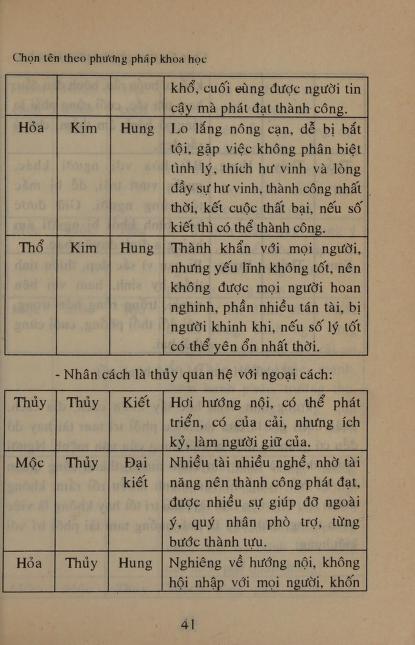 Chọn tên theo phương pháp khoa học
khổ, cuối cùng được người tin
cậy mà phát đạt thành công.
Hỏa Kim Hung Lo lắng nông cạn, dễ bị bắt
tội, gặp việc không phân biệt
tình lý, thích hư vinh và lòng
đầy sự hư vinh, thành công nhất
thời, kết cuộc thất bại, nếu số
kiết thì có thể thành công.
Thổ Kim Hung Thành khẩn với mọi người,
nhưng yếu lĩnh không tốt, nên
không được mọi người hoan
nghinh, phần nhiều tán tài, bị
người khinh khi, nếu số lý tốt
có thể yên ổn nhất thời.
- Nhân cách là thủy quan hệ với ngoại cách:
Thủy Thủy Kiết Hơi hướng nội, có thể phát
triển, có của cải, nhưng ích
kỷ, làm người giữ của.
Mộc Thủy Đại Nhiều tài nhiều nghề, nhờ tài
kiết năng nên thành công phát đạt,
được nhiều sự giúp đỡ ngoài
ý, quý nhân phò trợ, từng
bước thành tựu.
Hỏa Thủy Hung Nghiêng về hướng nội, không
hội nhập với mọi người, khốn
41